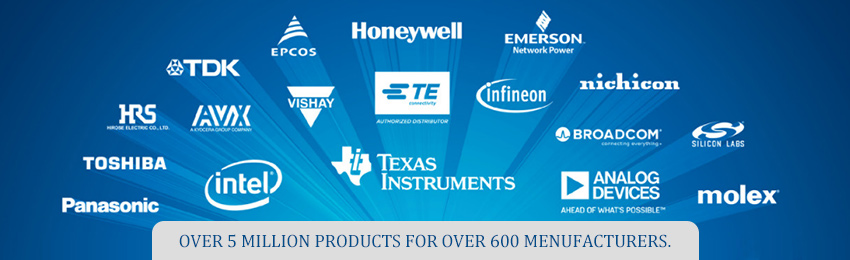 EPCOS
Honeywell
EMERSON
Network Power
TDK
VISHAY
TE
connectivity
AUTHORIZED DISTRIBUTOR
infineon
nichicon
HRS
HIROSE ELECTRIC CO., LTD.
AVX
A KYOCERA GROUP COMPANY
BROADCOM
connecting everything
SILICON LABS
TOSHIBA
intel
TEXAS
INSTRUMENTS
ANALOG
DEVICES
AHEAD OF WHAT'S POSSIBLE™
Panasonic
molex
OVER 5 MILLION PRODUCTS FOR OVER 600 MENUFACTURERS.